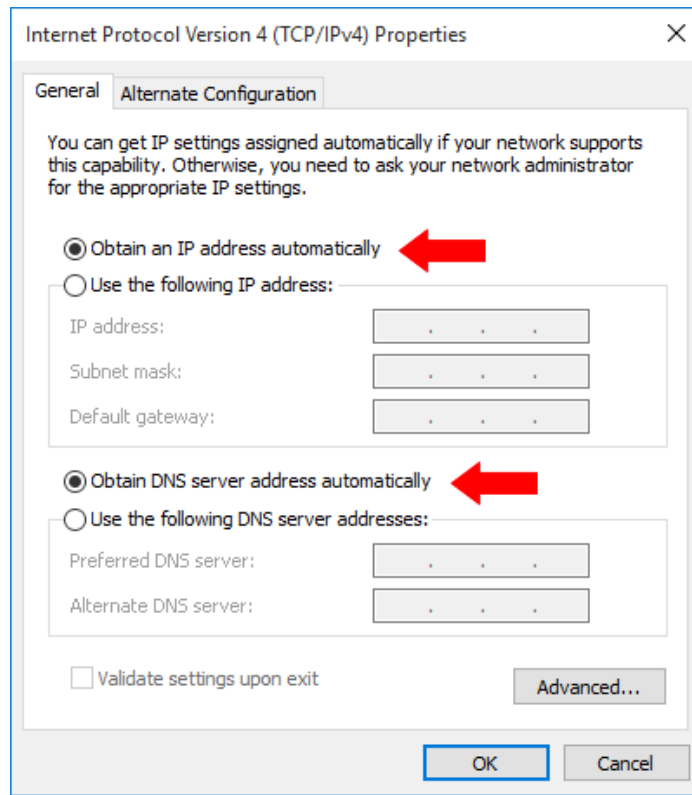 Internet Protocol Version 4 (TCP/IPv4) Properties
General
Alternate Configuration
You can get IP settings assigned automatically if your network supports
this capability. Otherwise, you need to ask your network administrator
for the appropriate IP settings.
Obtain an IP address automatically
Use the following IP address:
IP address:
Subnet mask:
Default gateway:
Obtain DNS server address automatically
Use the following DNS server addresses:
Preferred DNS server:
Alternate DNS server:
Validate settings upon exit
Advanced...
OK
Cancel